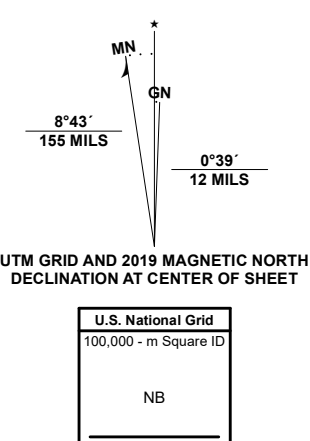 ★
MN
GN
8°43´
155 MILS
0°39´
12 MILS
UTM GRID AND 2019 MAGNETIC NORTH
DECLINATION AT CENTER OF SHEET
U.S. National Grid
100,000 - m Square ID
NB